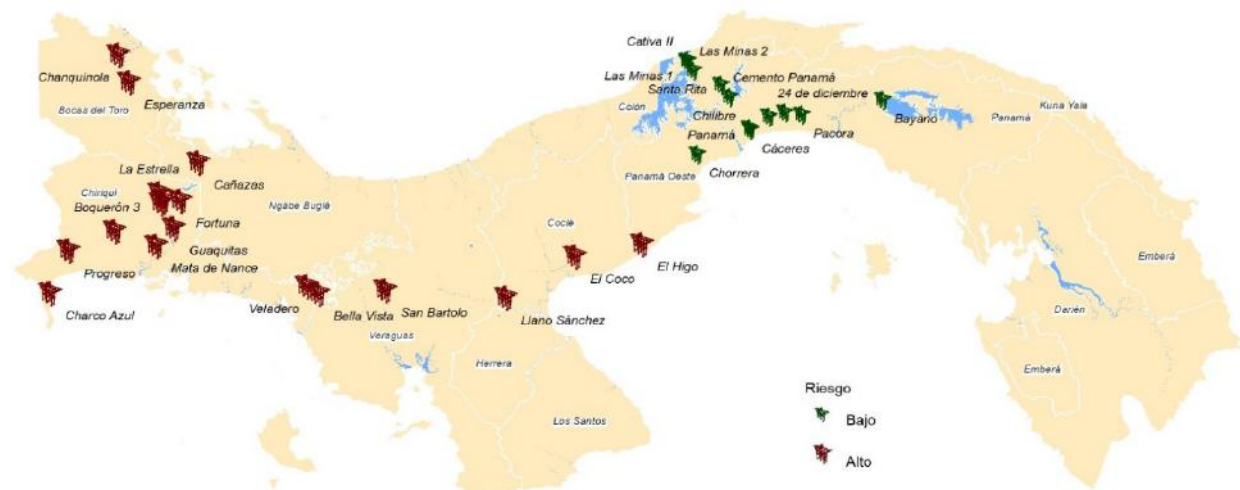 Cativa II
Las Minas 2
Chanquinola
Las Minas 1
Cemento Panamá
Santa Rita
Esperanza
24 de diciembre
Bocas del Toro
Colón
Kuna Yala
Chilibre
Bayano
Panamá
Panamá
Pacora
Cáceres
La Estrella
Chorrera
Cañazas
Panamá Oeste
Chiriquí
Boquerón 3
Ngabe Buglé
Fortuna
Coclé
Emberá
Guaquitas
El Higo
Progreso
Mata de Nance
El Coco
Charco Azul
Veladero
Bella Vista
San Bartolo
Llano Sánchez
Darién
Veraguas
Herrera
Emberá
Riesgo
Los Santos
Bajo
Alto